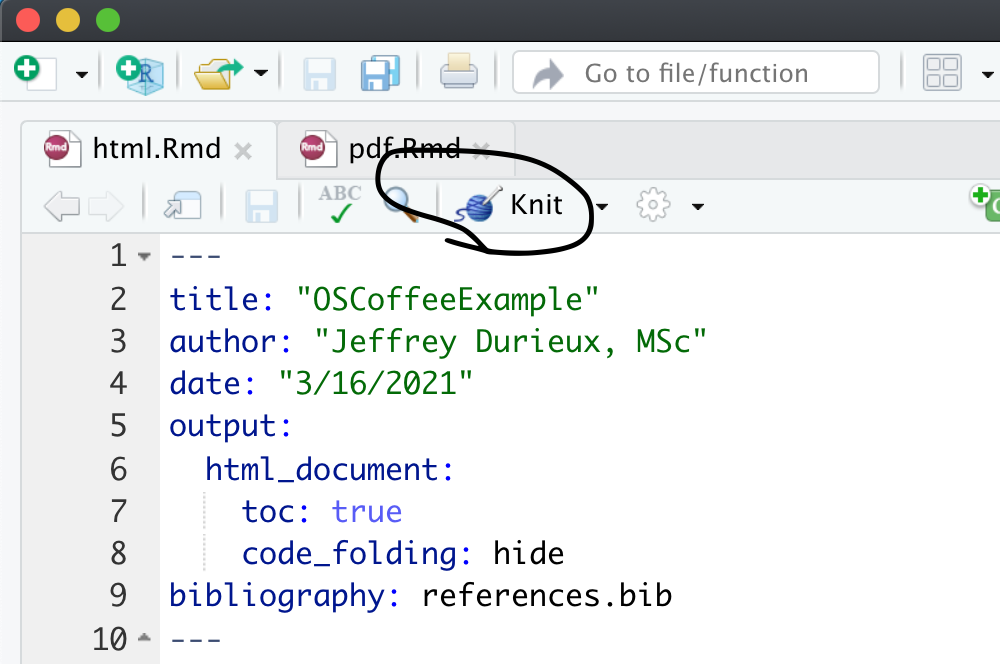 R
Go to file/function
Rmd html.Rmd Rmd pdf.Rmd
ABC Knit C
1 ---
2 title: "OSCoffeeExample"
3 author: "Jeffrey Durieux, MSc"
4 date: "3/16/2021"
5 output:
6 html_document:
7 toc: true
8 code_folding: hide
9 bibliography: references.bib
10 ---